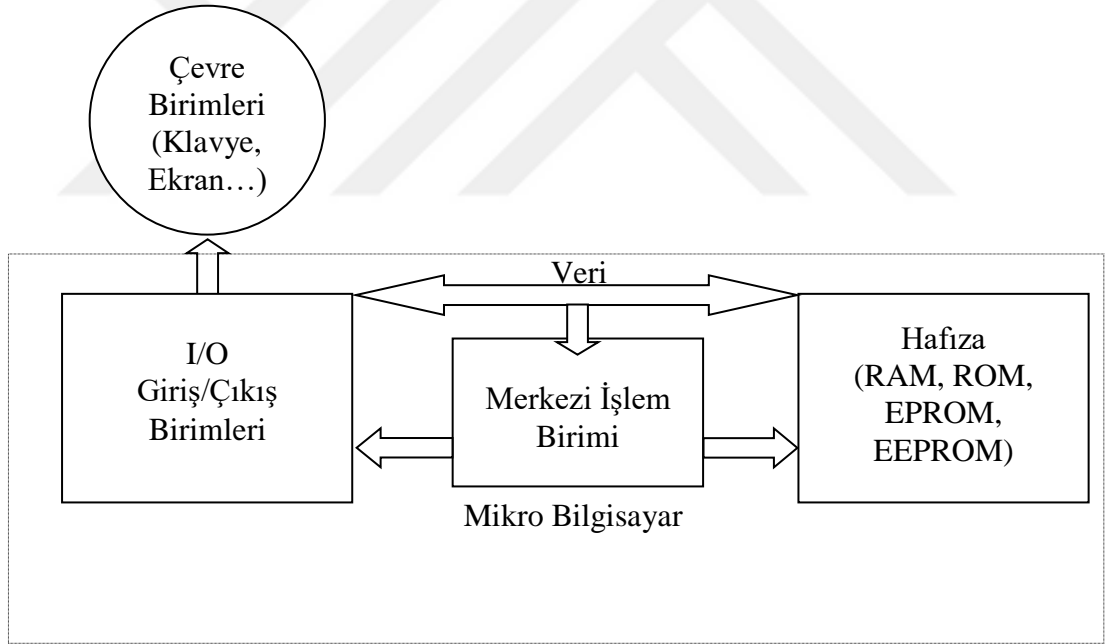 Çevre
Birimleri
(Klavye,
Ekran…)
Veri
I/O
Giriş/Çıkış
Birimleri
Merkezi İşlem
Birimi
Hafıza
(RAM, ROM,
EPROM,
EEPROM)
Mikro Bilgisayar